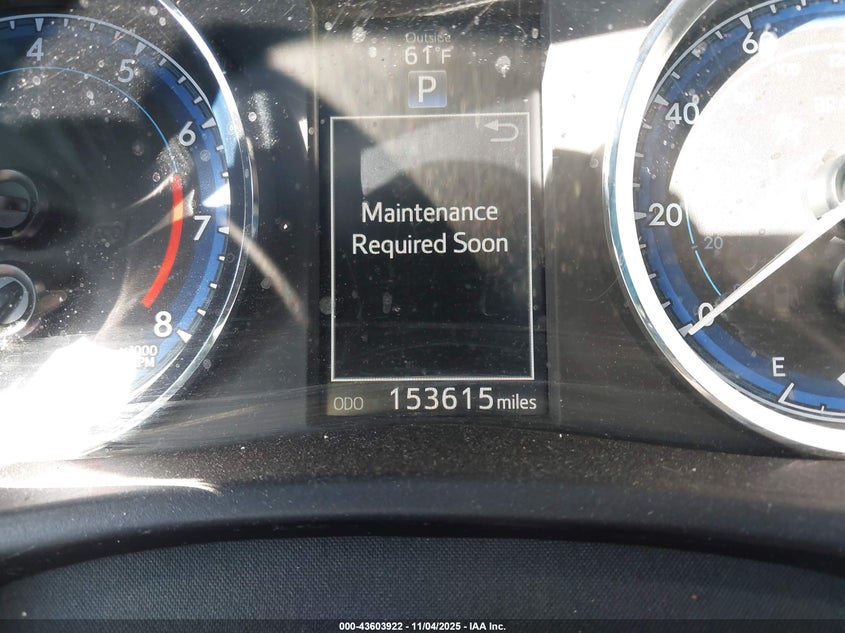 Outside
61°F
P
Maintenance
Required Soon
ODO 153615 miles
4
5
6
7
8
60
40
20
0
20
E
000-43603922 - 11/04/2025 - IAA Inc.